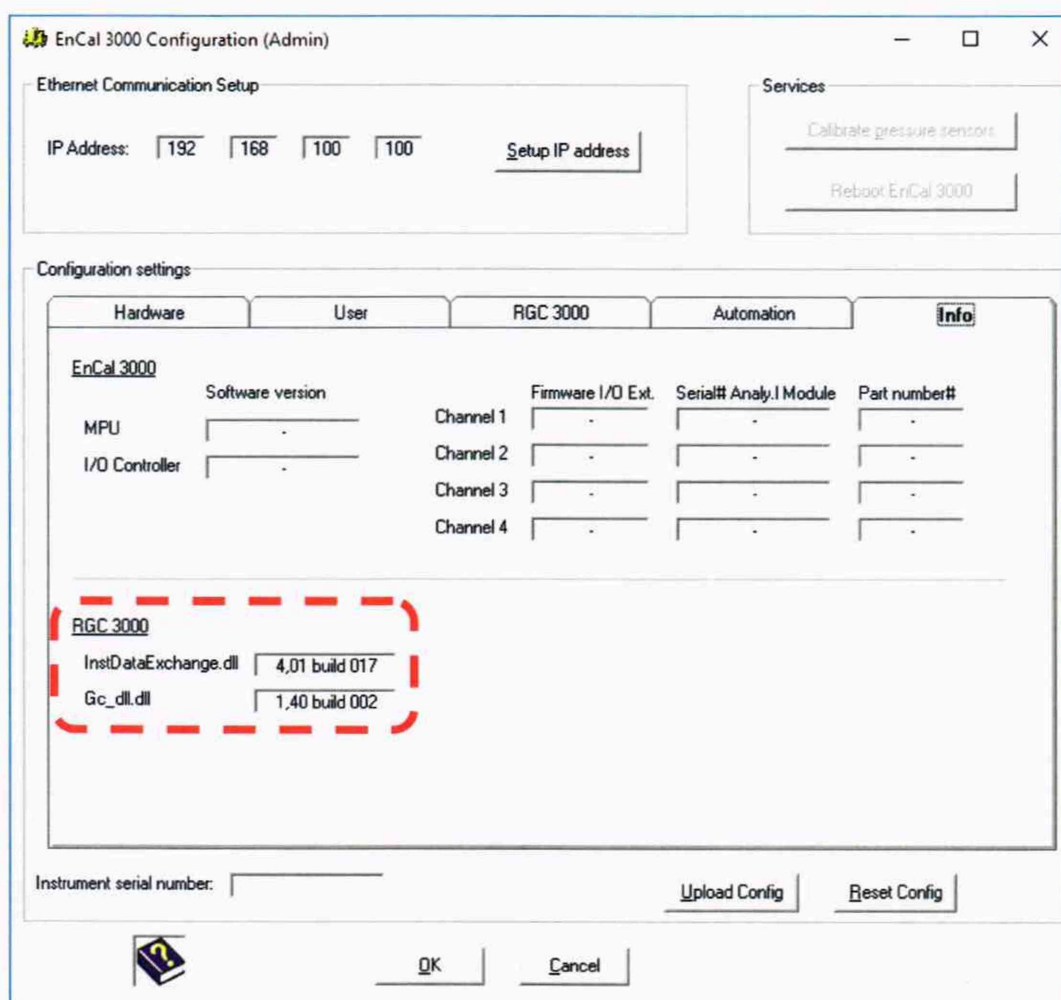 EnCal 3000 Configuration (Admin)
Ethernet Communication Setup
IP Address: 192 168 100 100 Setup IP address
Services
Calibrate pressure sensors
Reboot EnCal 3000
Configuration settings
Hardware User RGC 3000 Automation Info
EnCal 3000
Software version Firmware I/O Ext. Serial# Analy.l Module Part number#
MPU - Channel 1 - - -
I/O Controller - Channel 2 - - -
Channel 3 - - -
Channel 4 - - -
RGC 3000
InstDataExchange.dll 4,01 build 017
Gc_dll.dll 1,40 build 002
Instrument serial number:
Upload Config Reset Config
? OK Cancel